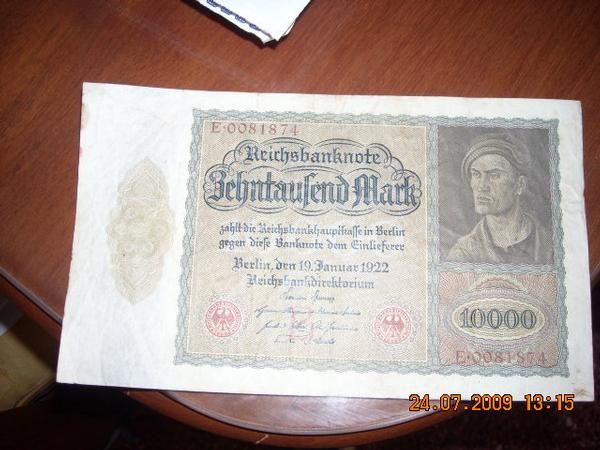 E·0081874
Reichsbanknote
Zehntausend Mark
zahlt die Reichsbankhauptkasse in Berlin
gegen diese Banknote dem Einlieferer
Berlin, den 19. Januar 1922
Reichsbankdirektorium
10000
E·0081874
24.07.2009 13:15